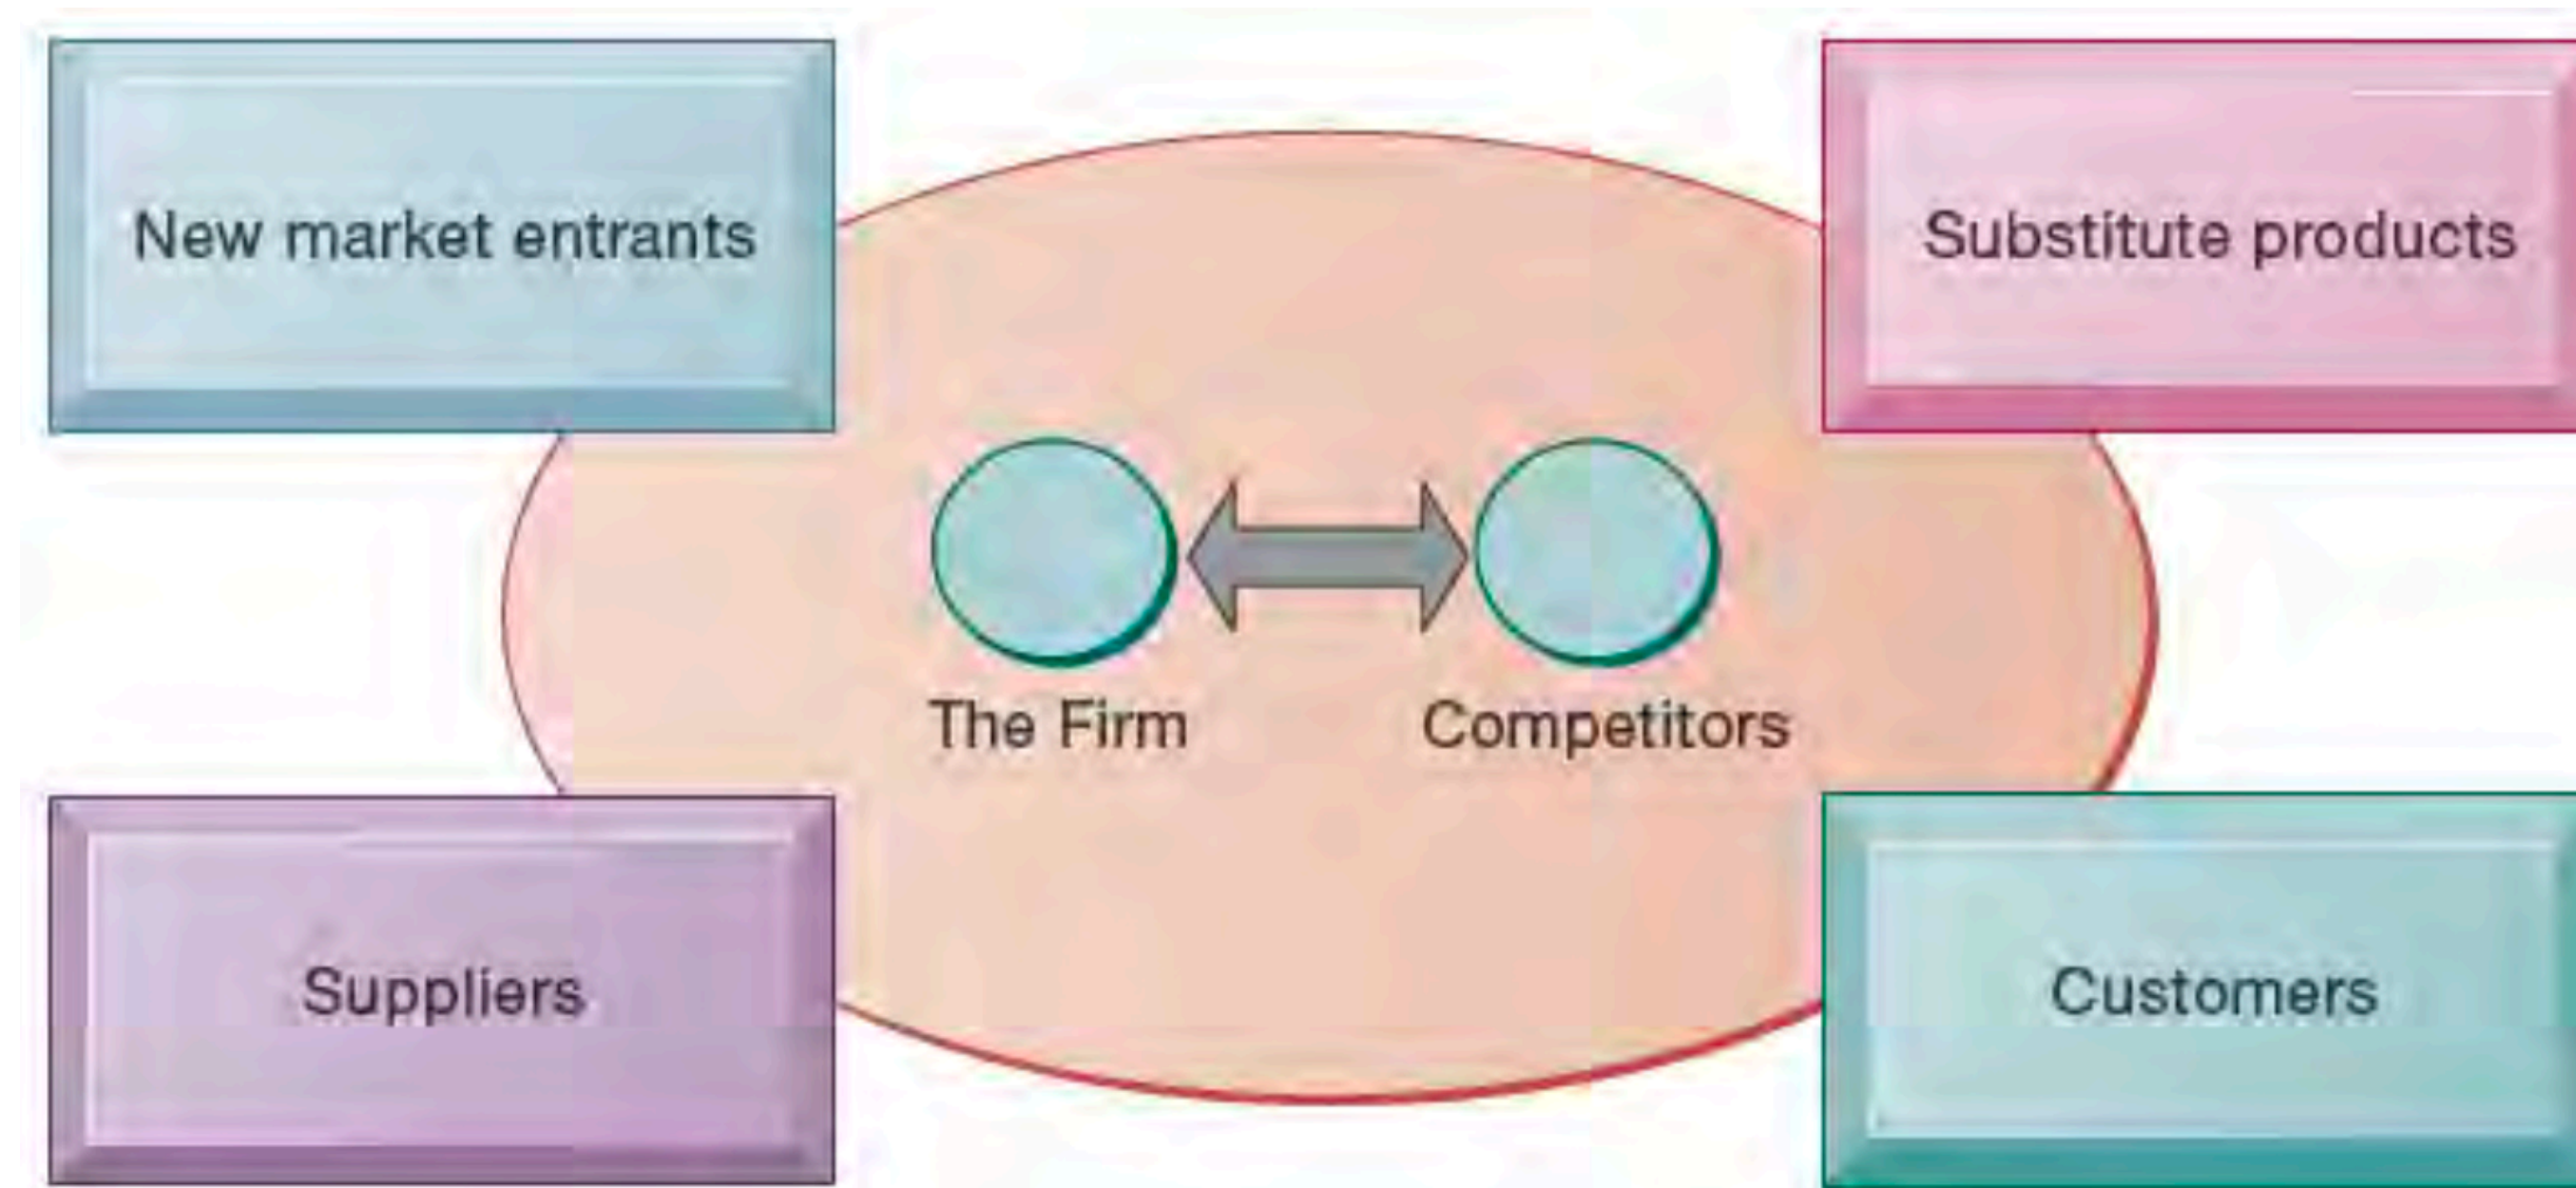 New market entrants
Substitute products
The Firm
Competitors
Suppliers
Customers